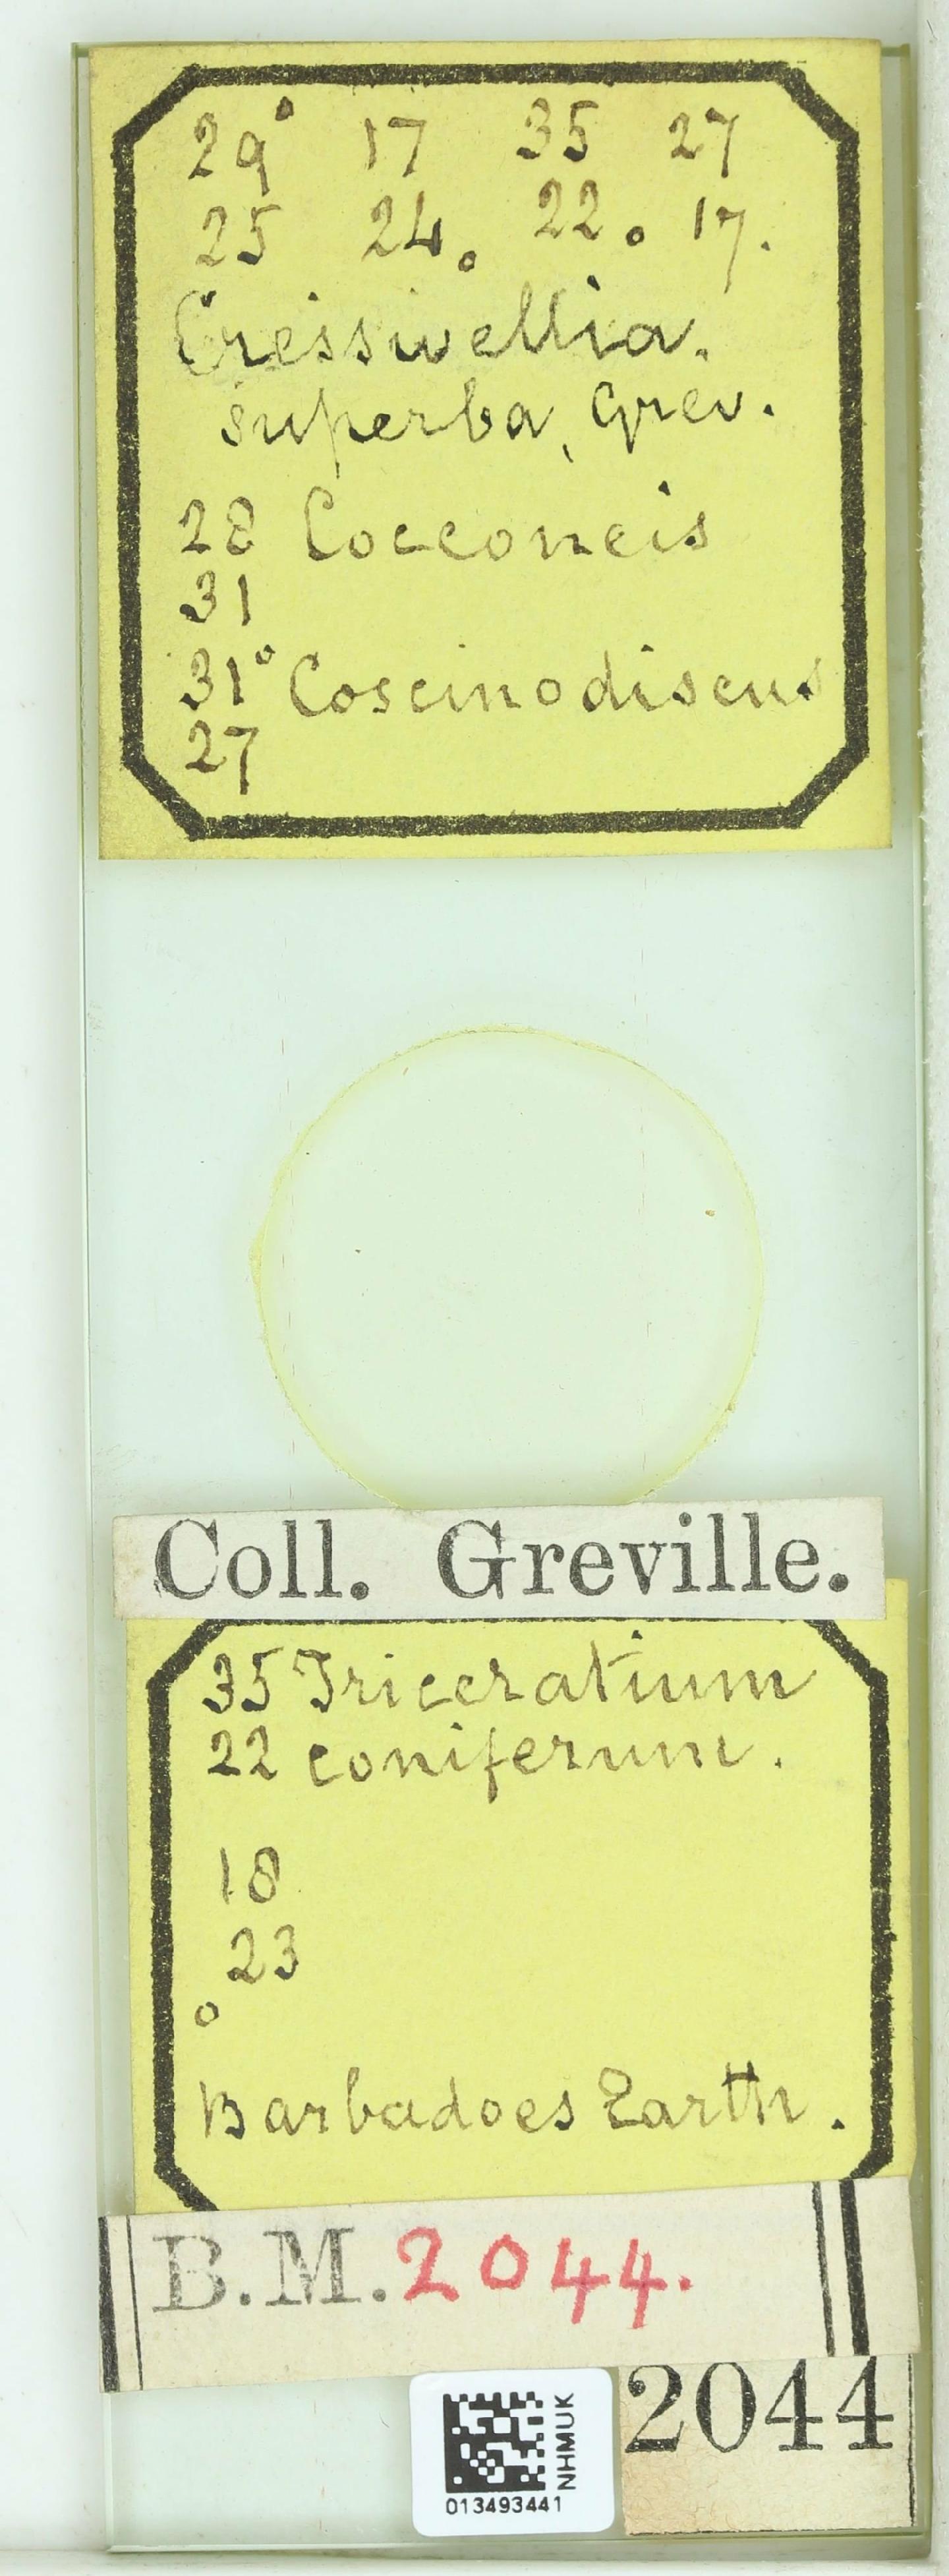 29° 17 35 27
25 24. 22. 17.
Cresswellia.
superba, Grev.
28 Cocconeis
31
31° Coscinodiscus
27
Coll. Greville.
35 Triceratium
22 coniferum.
18
23
o
Barbadoes Earth.
B.M. 2044.
2044
NHMUK
013493441